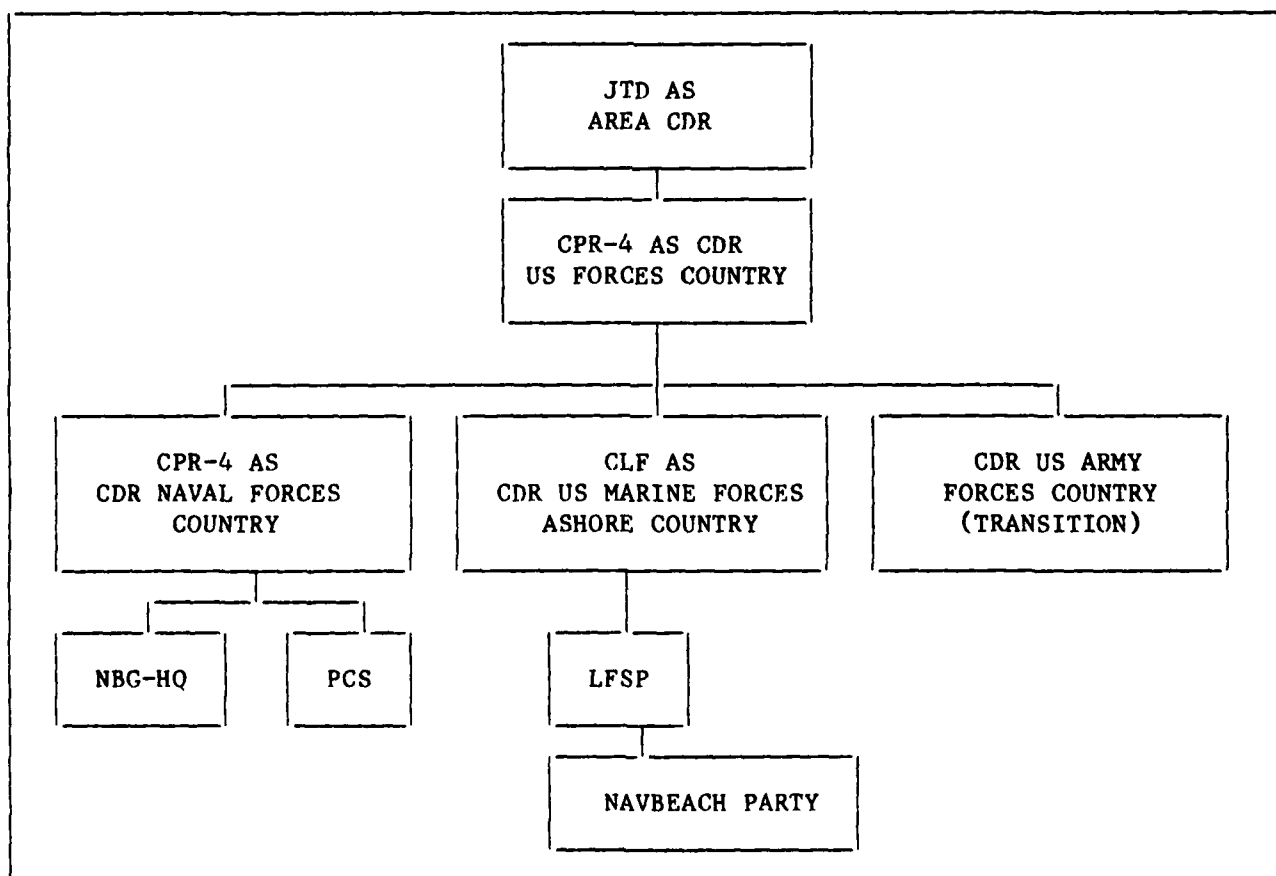 JTD AS
AREA CDR
CPR-4 AS CDR
US FORCES COUNTRY
CPR-4 AS
CDR NAVAL FORCES
COUNTRY
CLF AS
CDR US MARINE FORCES
ASHORE COUNTRY
CDR US ARMY
FORCES COUNTRY
(TRANSITION)
NBG-HQ
PCS
LFSP
NAVBEACH PARTY